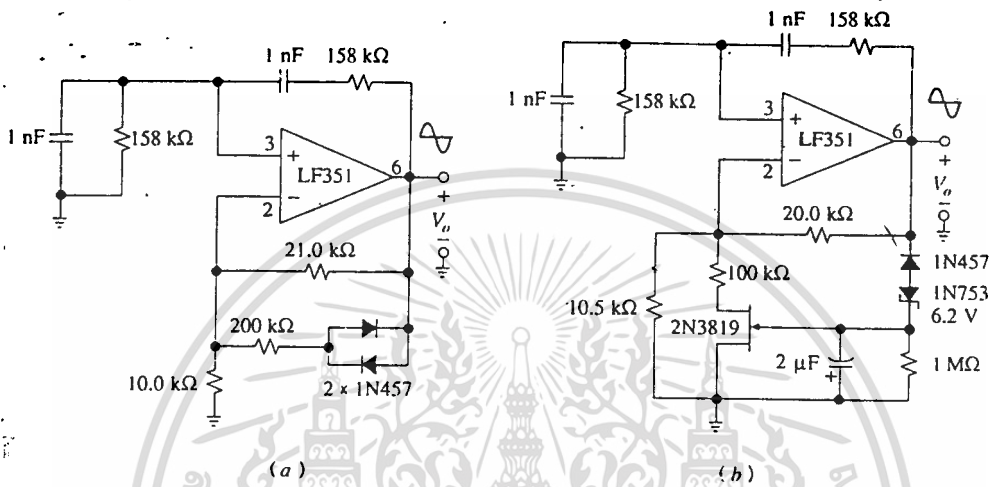 1 nF
158 kΩ
1 nF
158 kΩ
3
+
LF351
6
−
2
+
Vo
−
21.0 kΩ
200 kΩ
10.0 kΩ
2 × 1N457
(a)
1 nF
158 kΩ
1 nF
158 kΩ
3
+
LF351
6
−
2
+
Vo
−
20.0 kΩ
1N457
100 kΩ
10.5 kΩ
1N753
6.2 V
2N3819
2 μF
+
1 MΩ
(b)